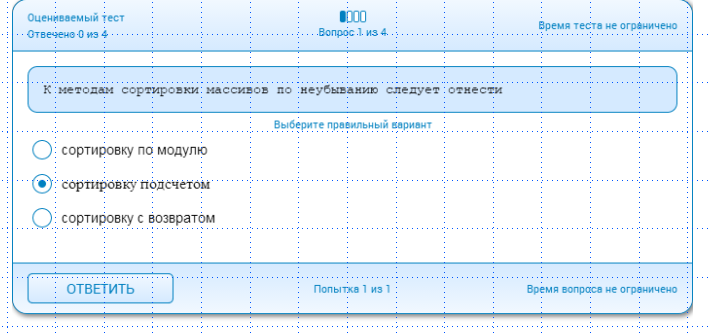 Оцениваемый тест
Отвечено 0 из 4
Вопрос 1 из 4
Время теста не ограничено
К методам сортировки массивов по неубыванию следует отнести
Выберите правильный вариант
сортировку по модулю
сортировку подсчетом
сортировку с возвратом
ОТВЕТИТЬ
Попытка 1 из 1
Время вопроса не ограничено